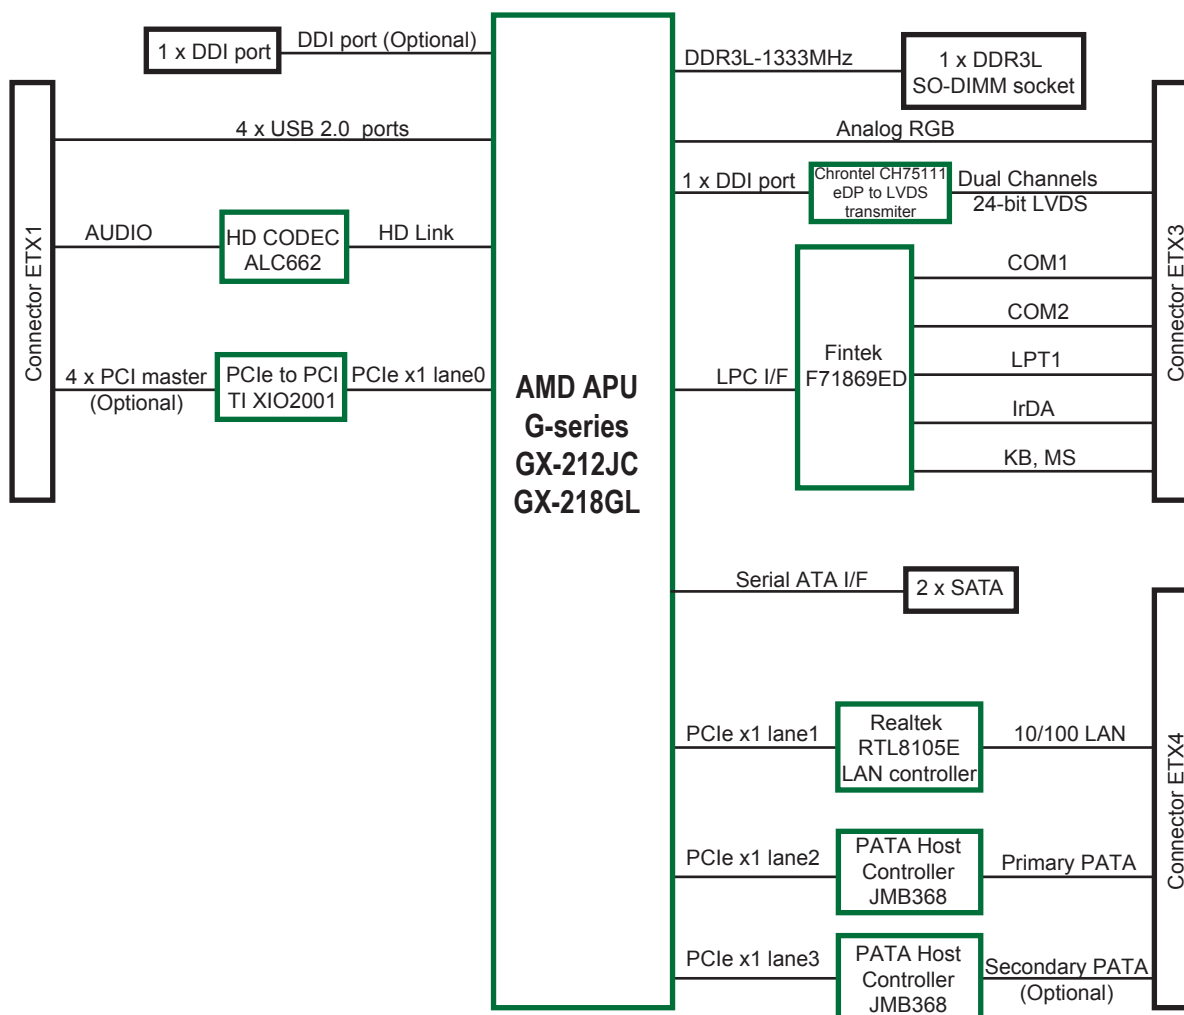 1 x DDI port
DDI port (Optional)
4 x USB 2.0 ports
AUDIO
HD CODEC
ALC662
HD Link
4 x PCI master
(Optional)
PCIe to PCI
TI XIO2001
PCIe x1 lane0
Connector ETX1
AMD APU
G-series
GX-212JC
GX-218GL
DDR3L-1333MHz
1 x DDR3L
SO-DIMM socket
Analog RGB
1 x DDI port
Chrontel CH75111
eDP to LVDS
transmiter
Dual Channels
24-bit LVDS
LPC I/F
Fintek
F71869ED
COM1
COM2
LPT1
IrDA
KB, MS
Connector ETX3
Serial ATA I/F
2 x SATA
PCIe x1 lane1
Realtek
RTL8105E
LAN controller
10/100 LAN
PCIe x1 lane2
PATA Host
Controller
JMB368
Primary PATA
PCIe x1 lane3
PATA Host
Controller
JMB368
Secondary PATA
(Optional)
Connector ETX4